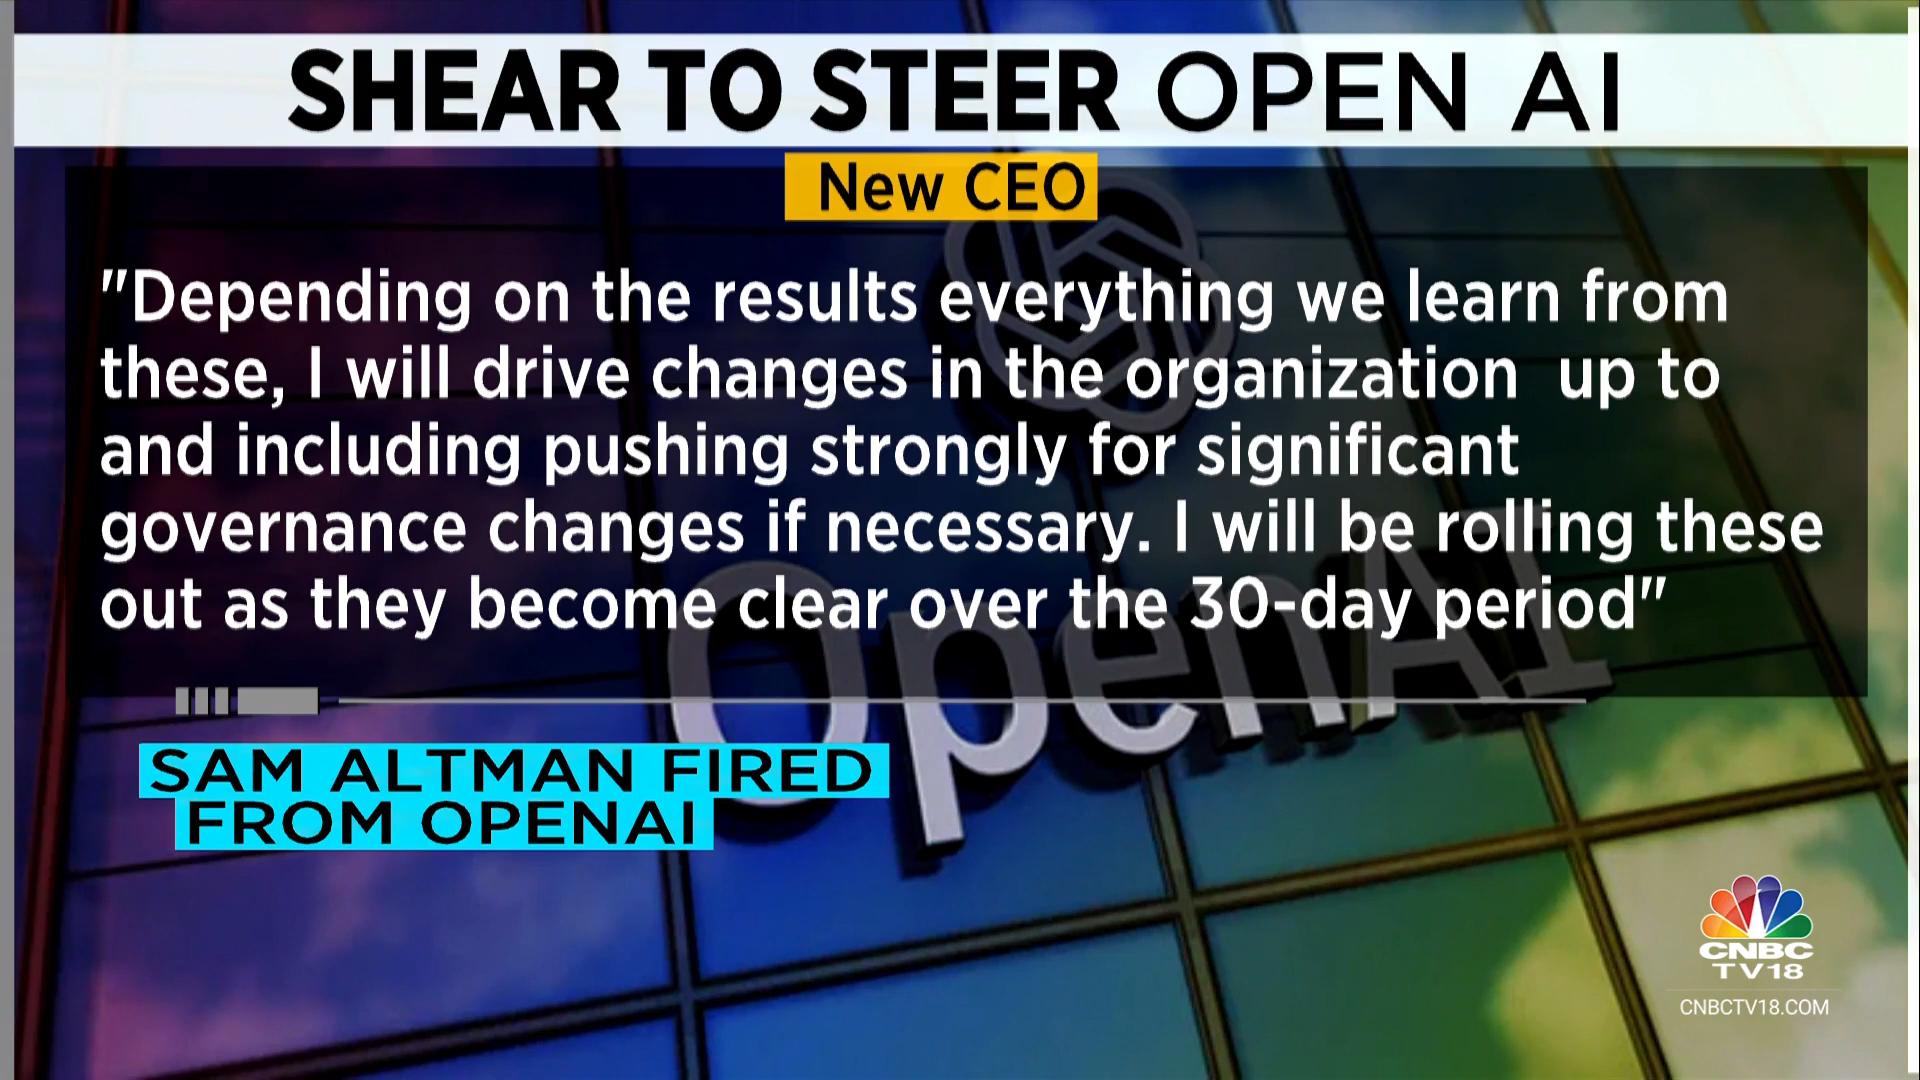 SHEAR TO STEER OPEN AI
New CEO
"Depending on the results everything we learn from
these, I will drive changes in the organization  up to
and including pushing strongly for significant
governance changes if necessary. I will be rolling these
out as they become clear over the 30-day period"
OpenAI
SAM ALTMAN FIRED
FROM OPENAI
CNBC
TV18
CNBCTV18.COM